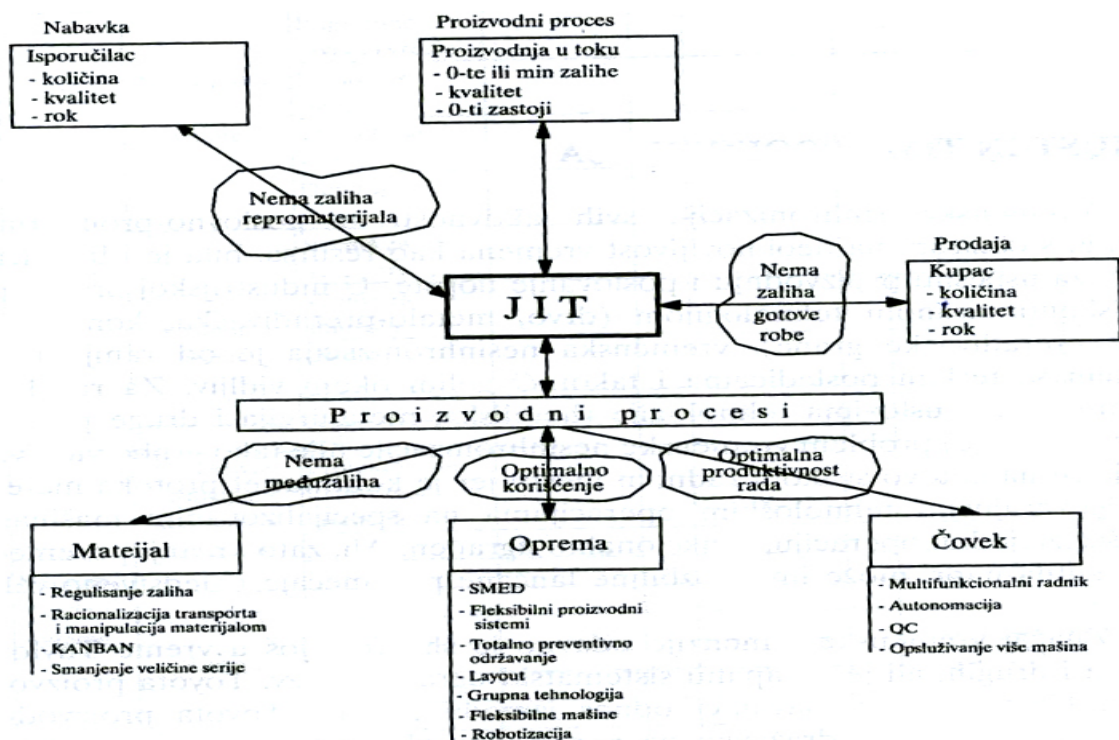 Nabavka
Isporučilac
- količina
- kvalitet
- rok
Proizvodni proces
Proizvodnja u toku
- 0-te ili min zalihe
- kvalitet
- 0-ti zastoji
Nema zaliha
repromaterijala
JIT
Nema
zaliha
gotove
robe
Prodaja
Kupac
- količina
- kvalitet
- rok
Proizvodni procesi
Nema
međuzaliha
Optimalno
korišćenje
Optimalna
produktivnost
rada
Mateijal
- Regulisanje zaliha
- Racionalizacija transporta
i manipulacija materijalom
- KANBAN
- Smanjenje veličine serije
Oprema
- SMED
- Fleksibilni proizvodni
sistemi
- Totalno preventivno
održavanje
- Layout
- Grupna tehnologija
- Fleksibilne mašine
- Robotizacija
Čovek
- Multifunkcionalni radnik
- Autonomacija
- QC
- Opsluživanje više mašina